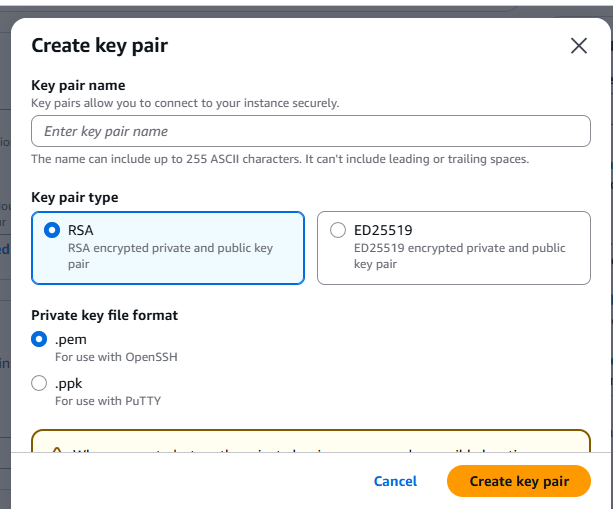 Create key pair
Key pair name
Key pairs allow you to connect to your instance securely.
Enter key pair name
The name can include up to 255 ASCII characters. It can't include leading or trailing spaces.
Key pair type
RSA
RSA encrypted private and public key
pair
ED25519
ED25519 encrypted private and public
key pair
Private key file format
.pem
For use with OpenSSH
.ppk
For use with PuTTY
Cancel
Create key pair